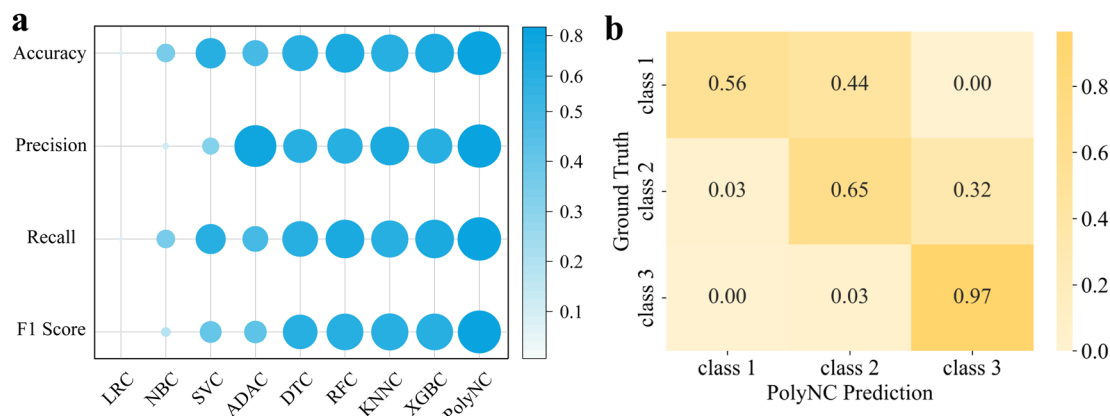 a
Accuracy
Precision
Recall
F1 Score
LRC
NBC
SVC
ADAC
DTC
RFC
KNNC
XGBC
PolyNC
0.8
0.6
0.5
0.4
0.3
0.2
0.1
b
Ground Truth
class 1
class 2
class 3
0.56 0.44 0.00
0.03 0.65 0.32
0.00 0.03 0.97
class 1 class 2 class 3
PolyNC Prediction
0.8
0.6
0.4
0.2
0.0